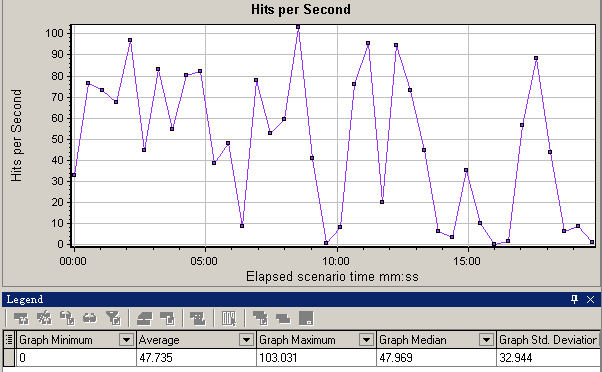 Hits per Second
Hits per Second
100
90
80
70
60
50
40
30
20
10
0
00:00 05:00 10:00 15:00
Elapsed scenario time mm:ss
Legend
Graph Minimum Average Graph Maximum Graph Median Graph Std. Deviation
0 47.735 103.031 47.969 32.944